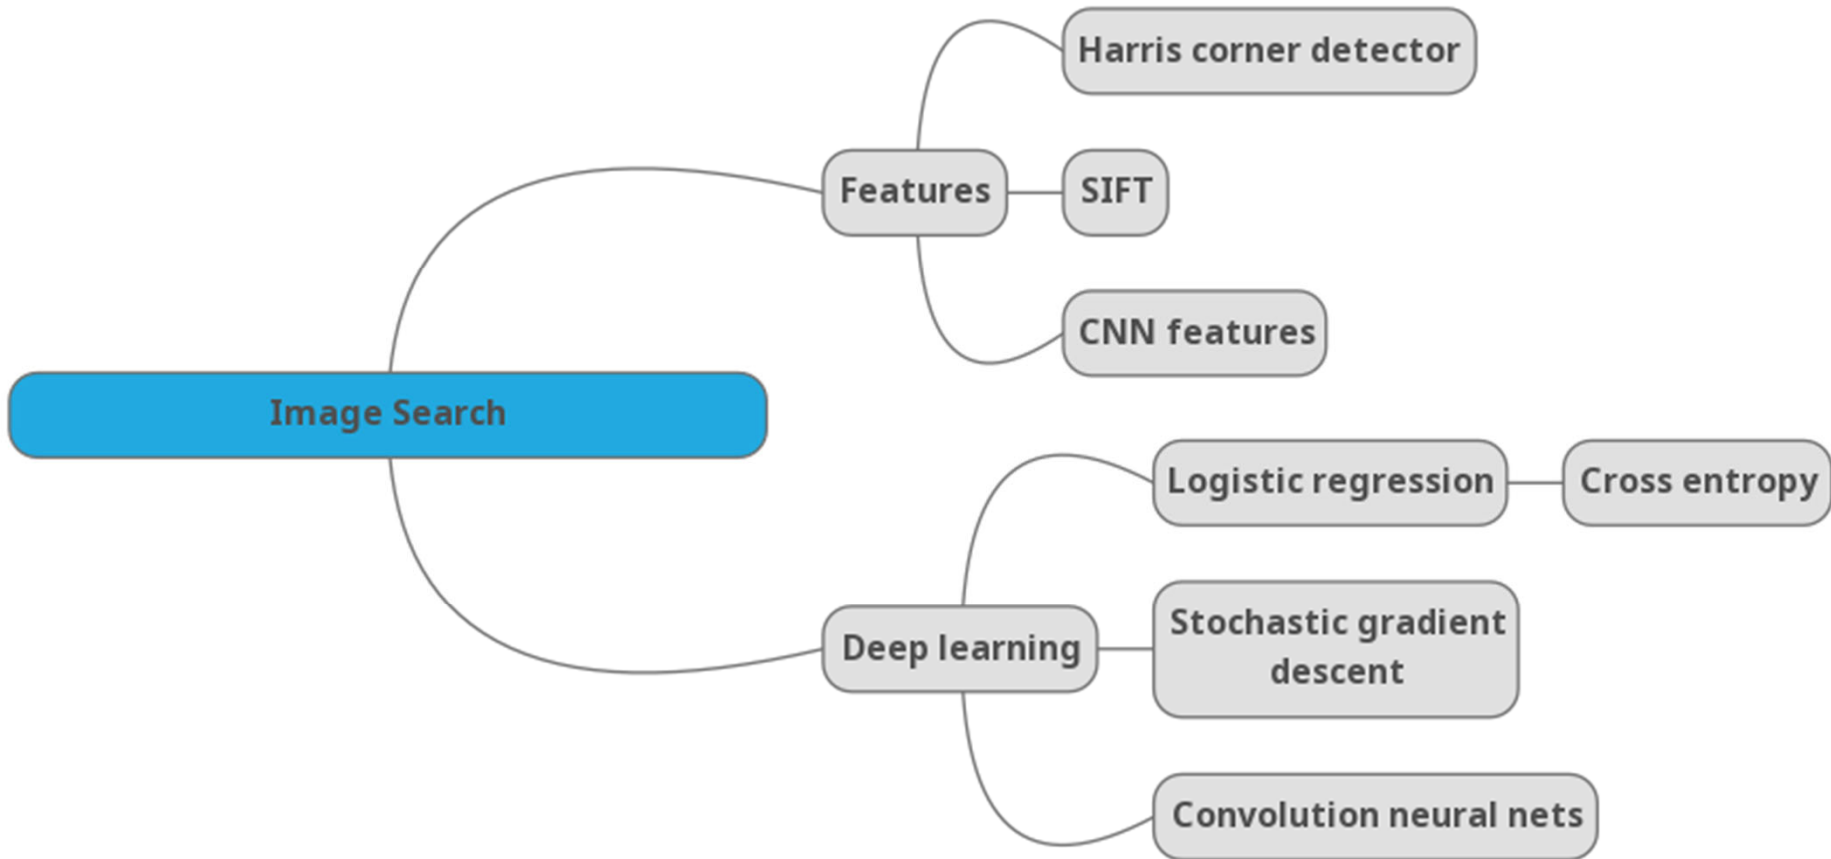 Harris corner detector
Features
SIFT
CNN features
Image Search
Logistic regression
Cross entropy
Stochastic gradient
descent
Deep learning
Convolution neural nets